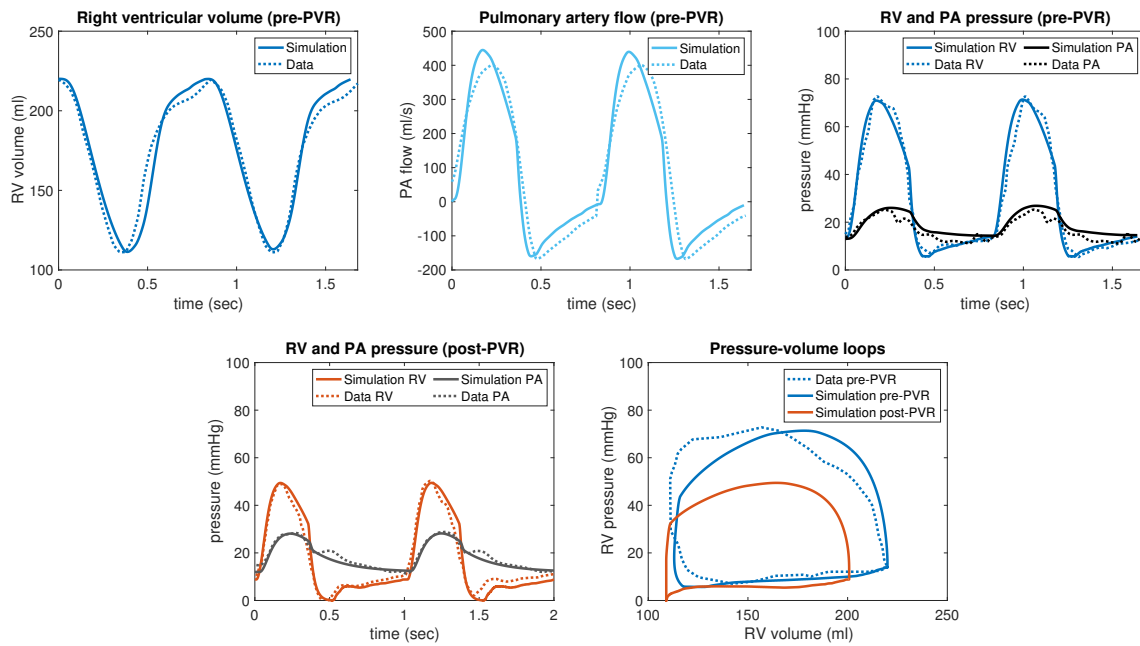 Right ventricular volume (pre-PVR)
250
200
150
100
RV volume (ml)
0
0.5
1
1.5
time (sec)
Simulation
Data
Pulmonary artery flow (pre-PVR)
500
400
300
200
100
0
-100
-200
PA flow (ml/s)
0
0.5
1
1.5
time (sec)
Simulation
Data
RV and PA pressure (pre-PVR)
100
80
60
40
20
0
pressure (mmHg)
0
0.5
1
1.5
time (sec)
Simulation RV
Data RV
Simulation PA
Data PA
RV and PA pressure (post-PVR)
100
80
60
40
20
0
pressure (mmHg)
0
0.5
1
1.5
2
time (sec)
Simulation RV
Data RV
Simulation PA
Data PA
Pressure-volume loops
100
80
60
40
20
0
RV pressure (mmHg)
100
150
200
250
RV volume (ml)
Data pre-PVR
Simulation pre-PVR
Simulation post-PVR